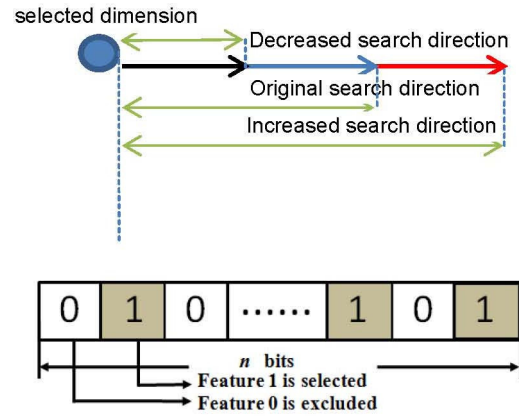 selected dimension
Decreased search direction
Original search direction
Increased search direction
0 1 0 ...... 1 0 1
n bits
Feature 1 is selected
Feature 0 is excluded